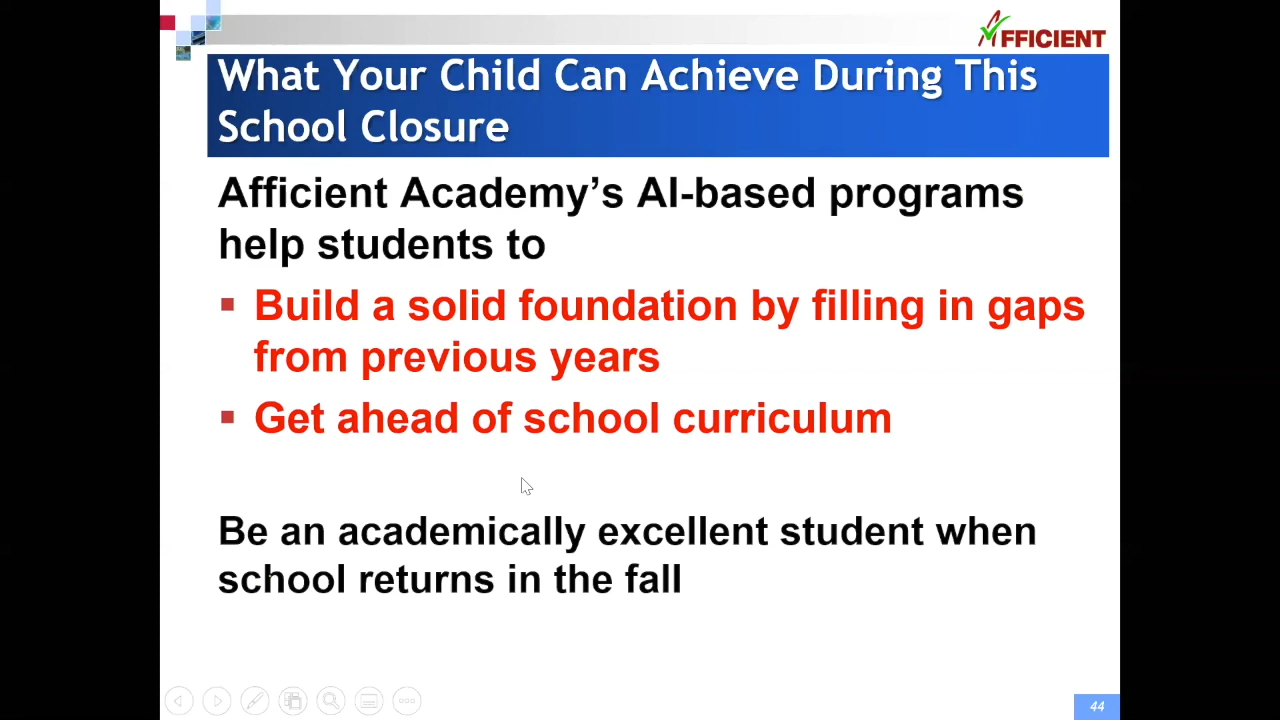 AFFICIENT
What Your Child Can Achieve During This
School Closure
Afficient Academy’s AI-based programs
help students to
▪ Build a solid foundation by filling in gaps
from previous years
▪ Get ahead of school curriculum
Be an academically excellent student when
school returns in the fall
44